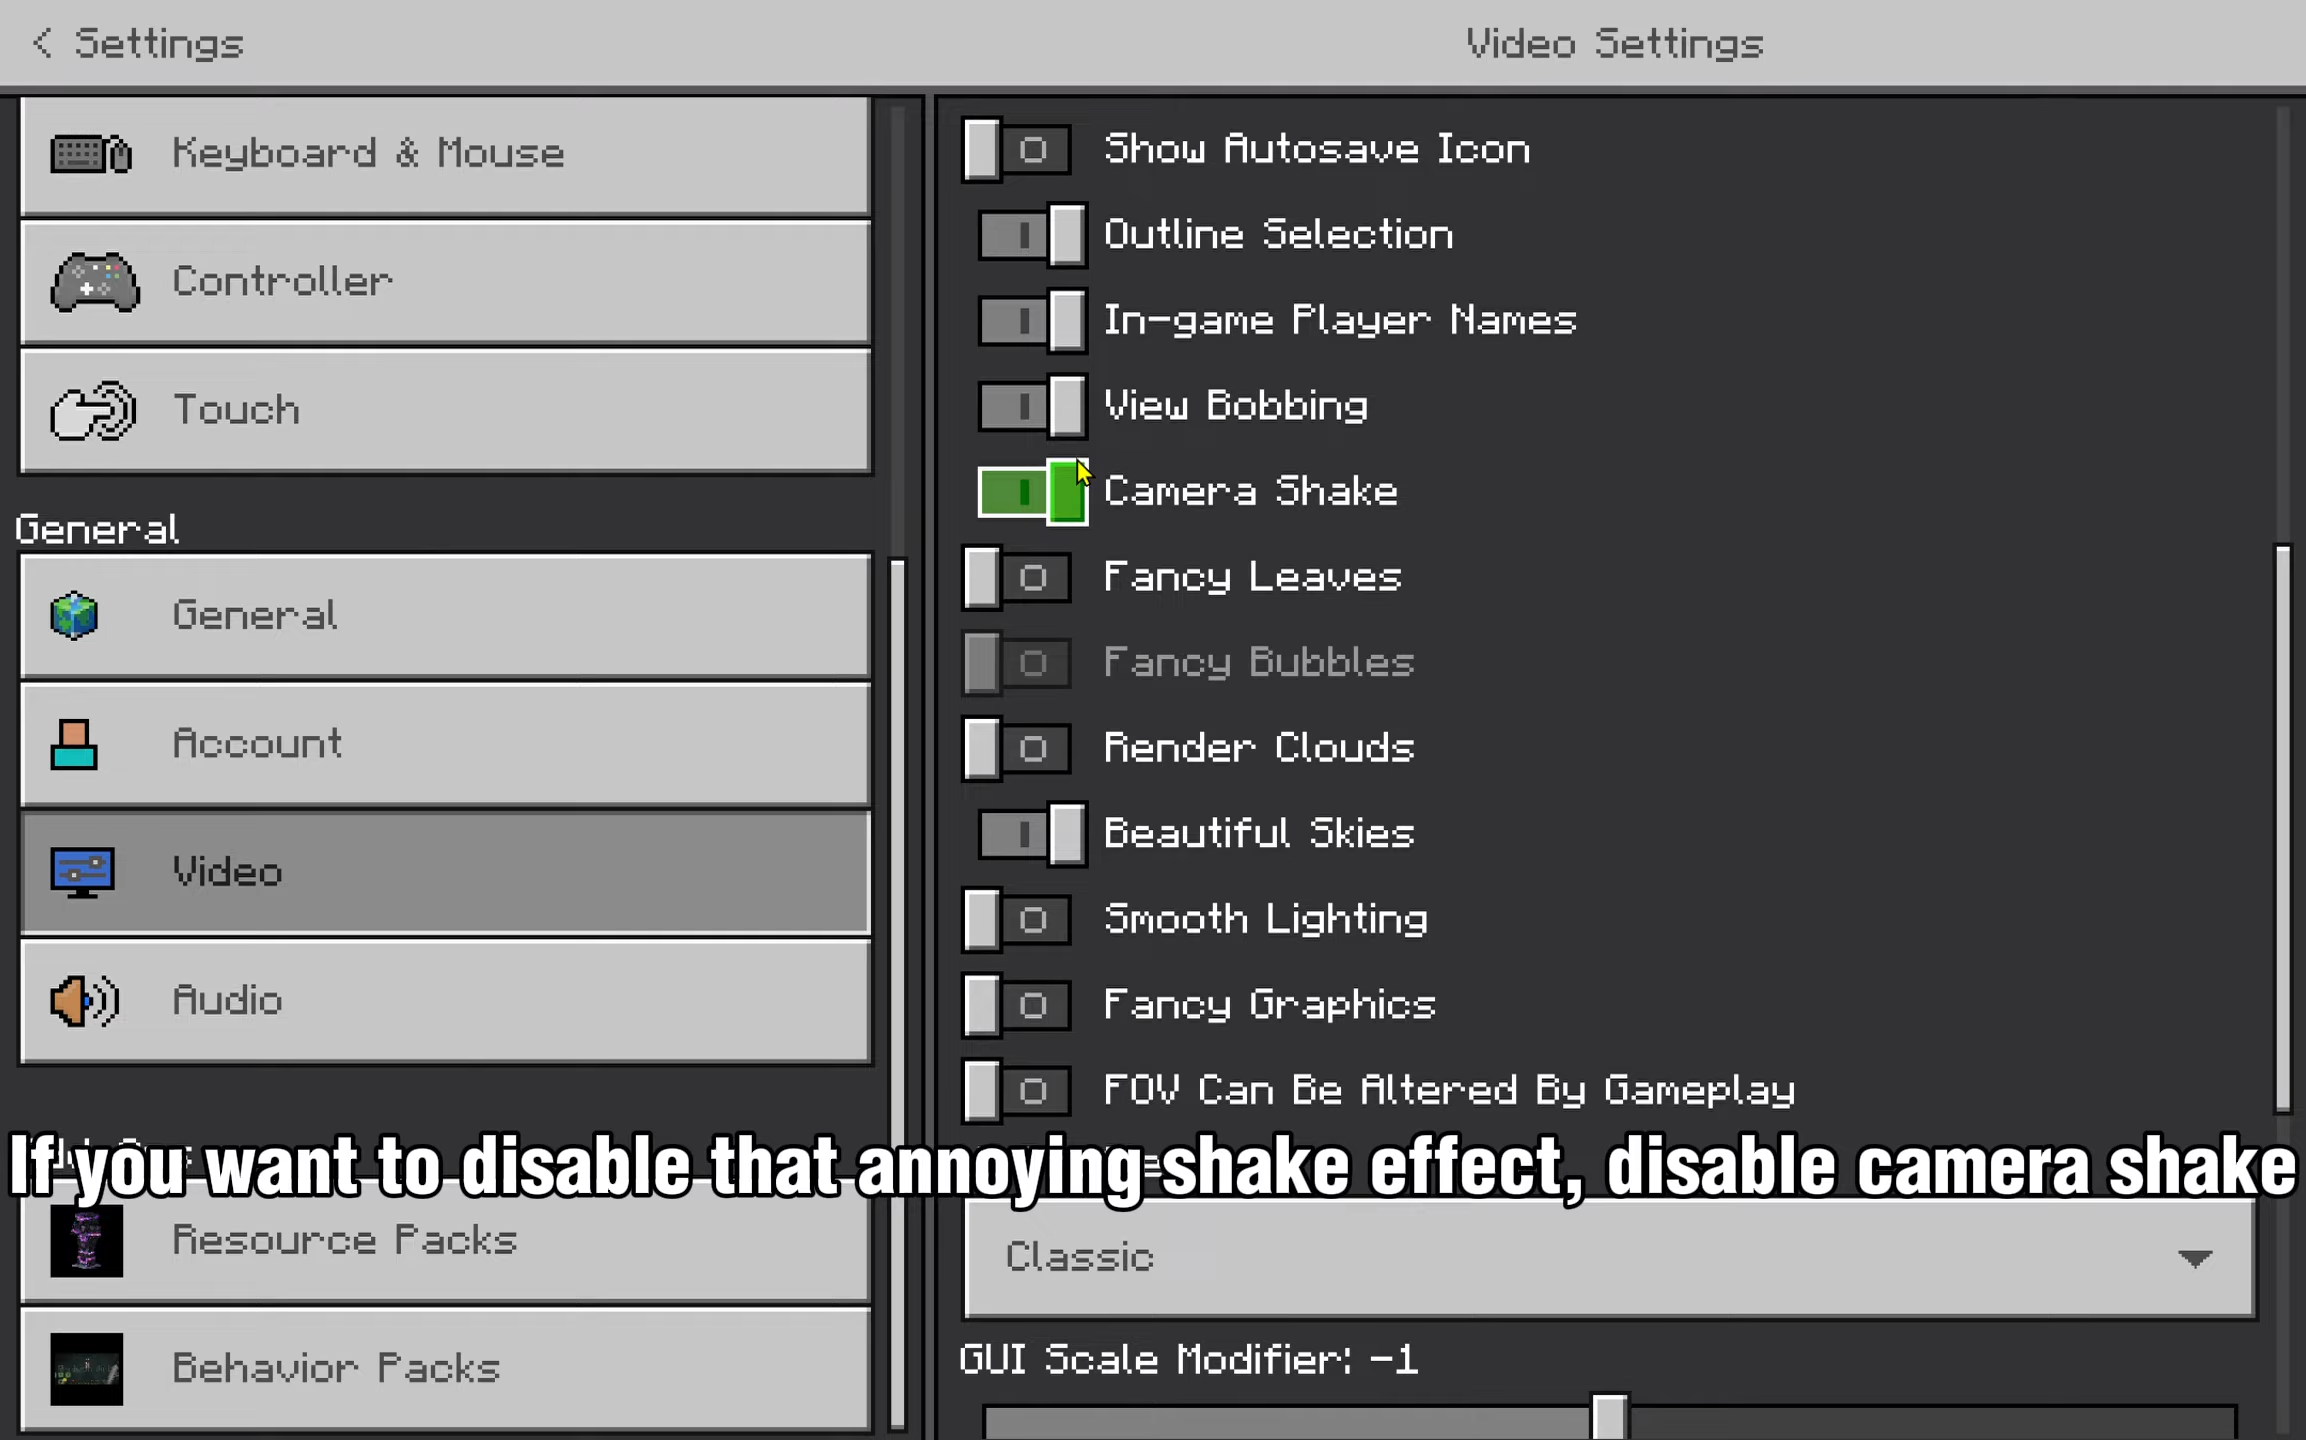 Settings
Video Settings
Keyboard & Mouse
Controller
Touch
General
General
Account
Video
Audio
Resource Packs
Behavior Packs
Show Autosave Icon
Outline Selection
In-game Player Names
View Bobbing
Camera Shake
Fancy Leaves
Fancy Bubbles
Render Clouds
Beautiful Skies
Smooth Lighting
Fancy Graphics
FOV Can Be Altered By Gameplay
If you want to disable that annoying shake effect, disable camera shake
Classic
GUI Scale Modifier: -1